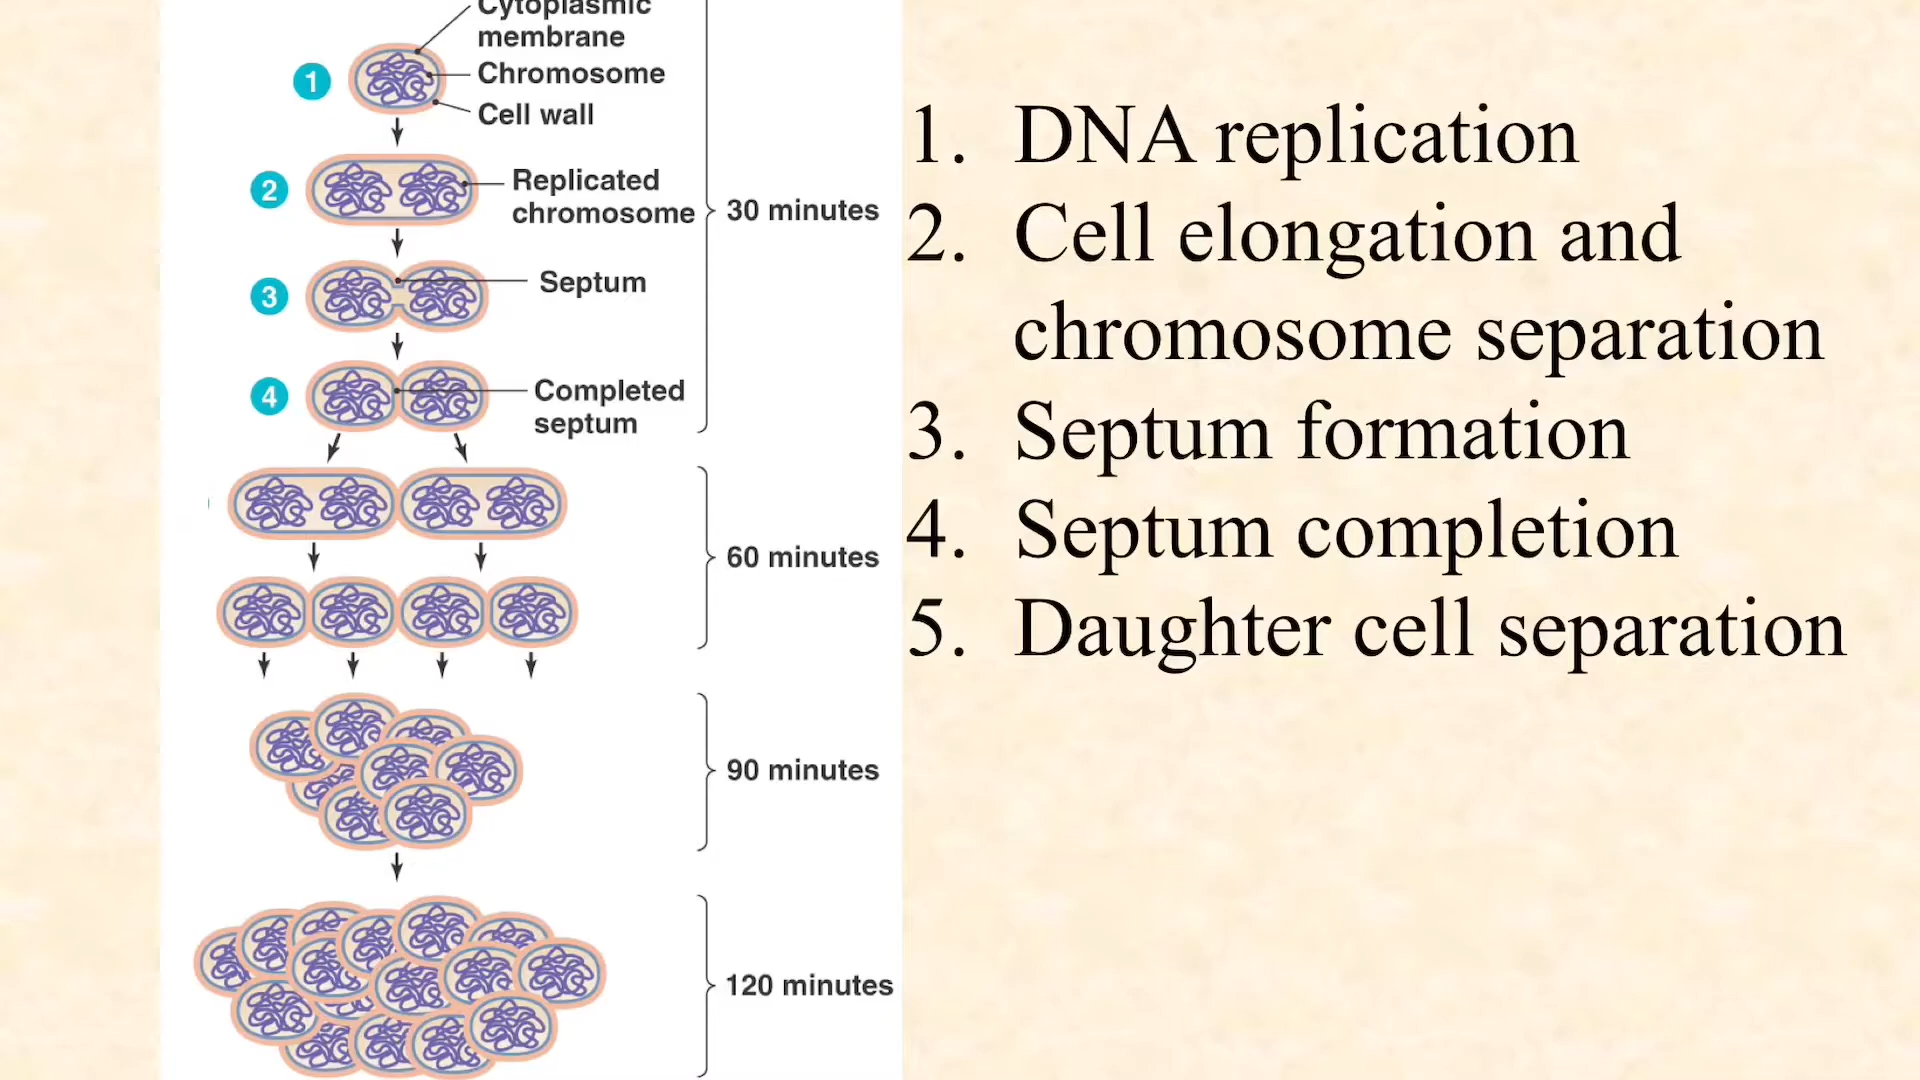 Cytoplasmic
membrane
1
Chromosome
Cell wall
2
Replicated
chromosome
30 minutes
3
Septum
4
Completed
septum
60 minutes
90 minutes
120 minutes
1. DNA replication
2. Cell elongation and
chromosome separation
3. Septum formation
4. Septum completion
5. Daughter cell separation